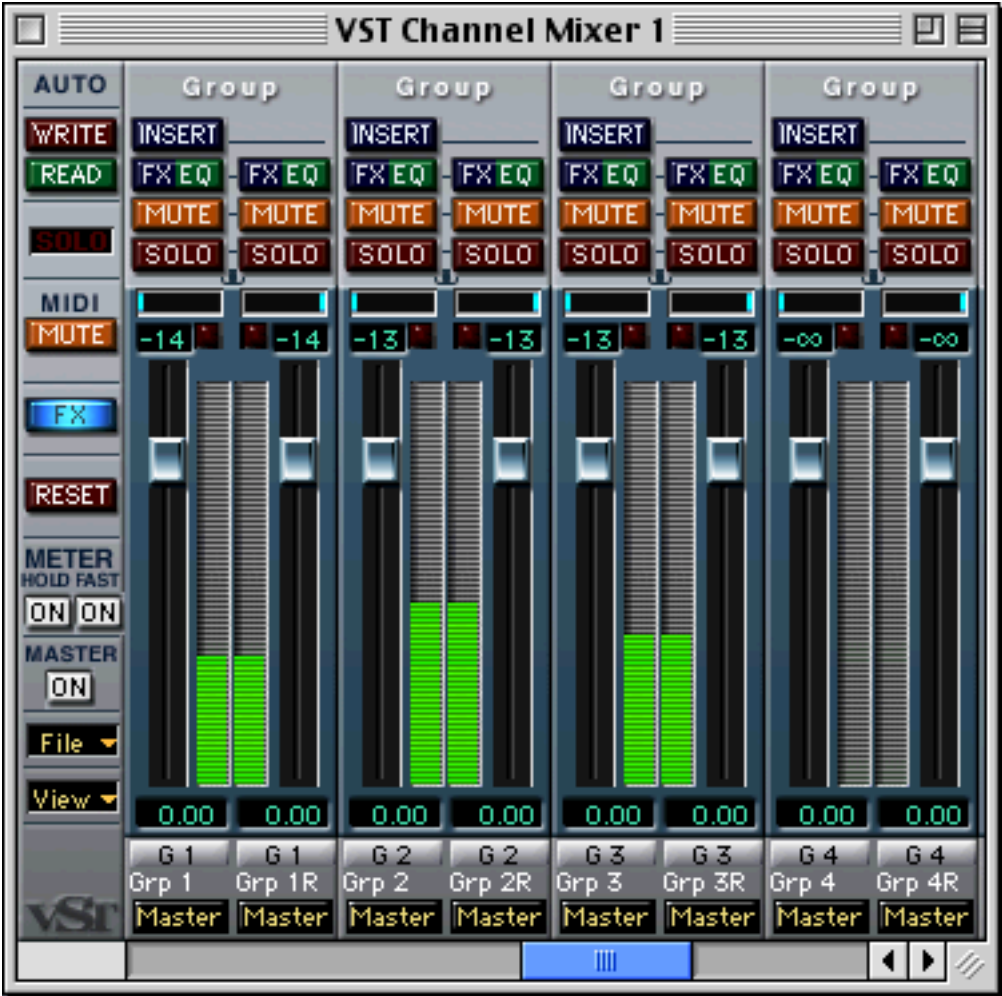 VST Channel Mixer 1
AUTO Group Group Group Group
WRITE INSERT INSERT INSERT INSERT
READ FX EQ FX EQ FX EQ FX EQ FX EQ FX EQ FX EQ FX EQ
MUTE MUTE MUTE MUTE MUTE MUTE MUTE MUTE
SOLO SOLO SOLO SOLO SOLO SOLO SOLO SOLO SOLO
MIDI
MUTE -14 -14 -13 -13 -13 -13 -∞ -∞
FX
RESET
METER
HOLD FAST
ON ON
MASTER
ON
File
View 0.00 0.00 0.00 0.00 0.00 0.00 0.00 0.00
G 1 G 1 G 2 G 2 G 3 G 3 G 4 G 4
Grp 1 Grp 1R Grp 2 Grp 2R Grp 3 Grp 3R Grp 4 Grp 4R
VST Master Master Master Master Master Master Master Master